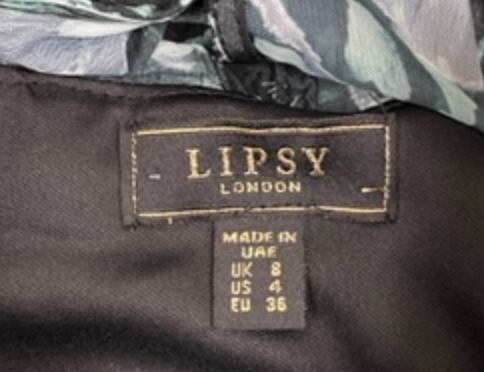 LIPSY
LONDON
MADE IN
UAE
UK 8
US 4
EU 36